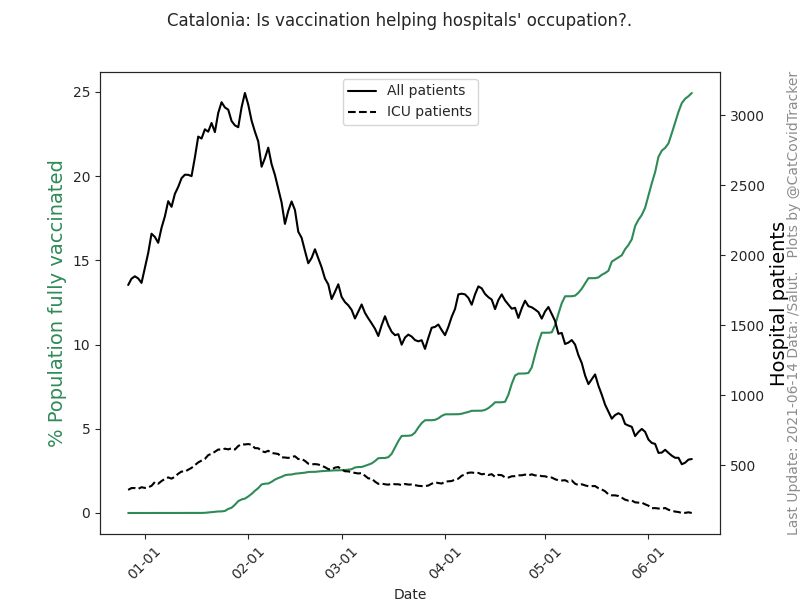 Catalonia: Is vaccination helping hospitals' occupation?.
All patients
ICU patients
% Population fully vaccinated
25
20
15
10
5
0
3000
2500
2000
1500
1000
500
Hospital patients
Last Update: 2021-06-14 Data: /Salut.   Plots by @CatCovidTracker
01-01
02-01
03-01
04-01
05-01
06-01
Date